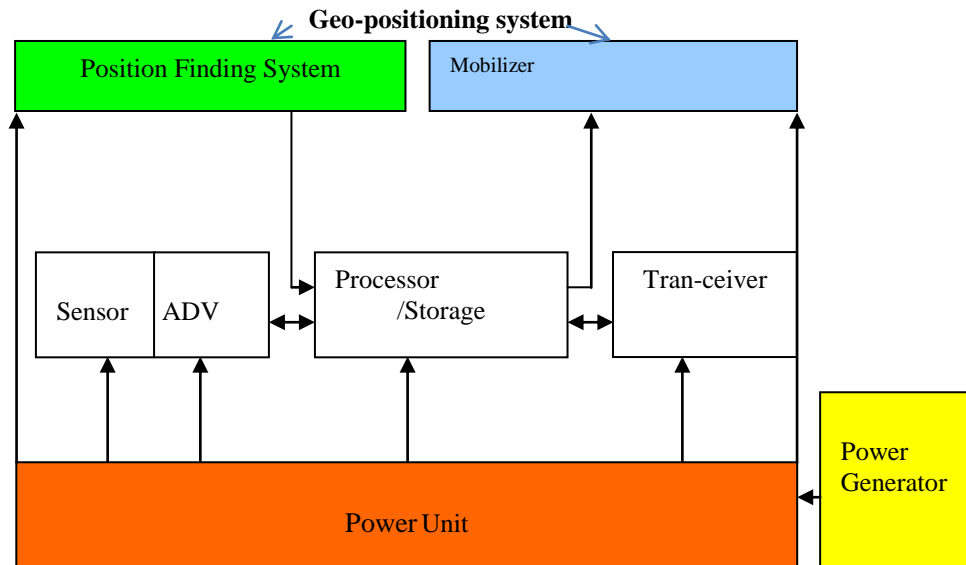 Geo-positioning system
Position Finding System
Mobilizer
Sensor
ADV
Processor
/Storage
Tran-ceiver
Power
Generator
Power Unit